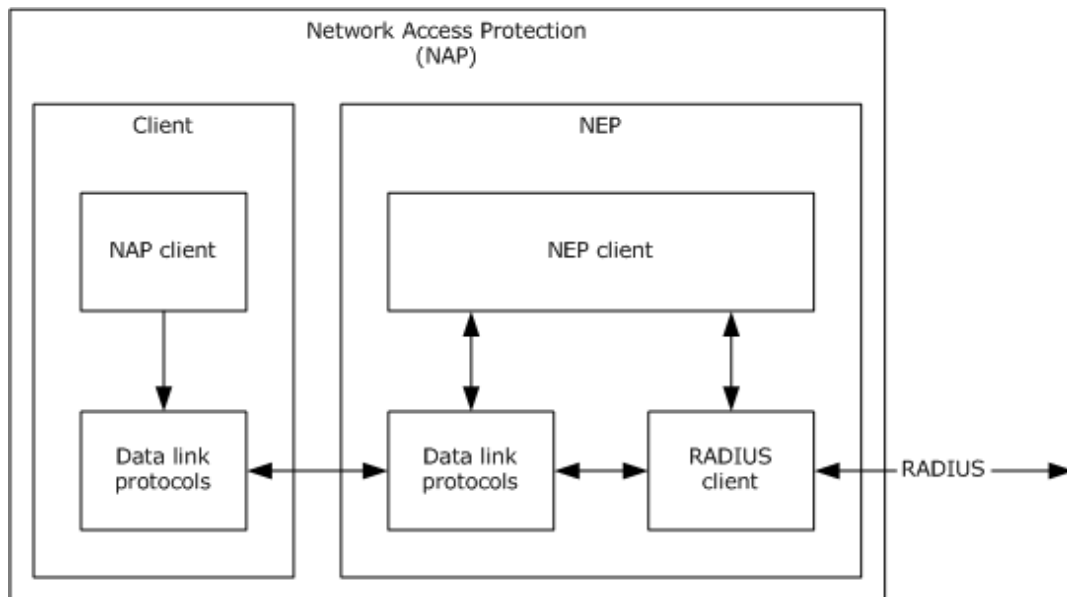 Network Access Protection
(NAP)
Client
NEP
NAP client
NEP client
Data link
protocols
Data link
protocols
RADIUS
client
RADIUS